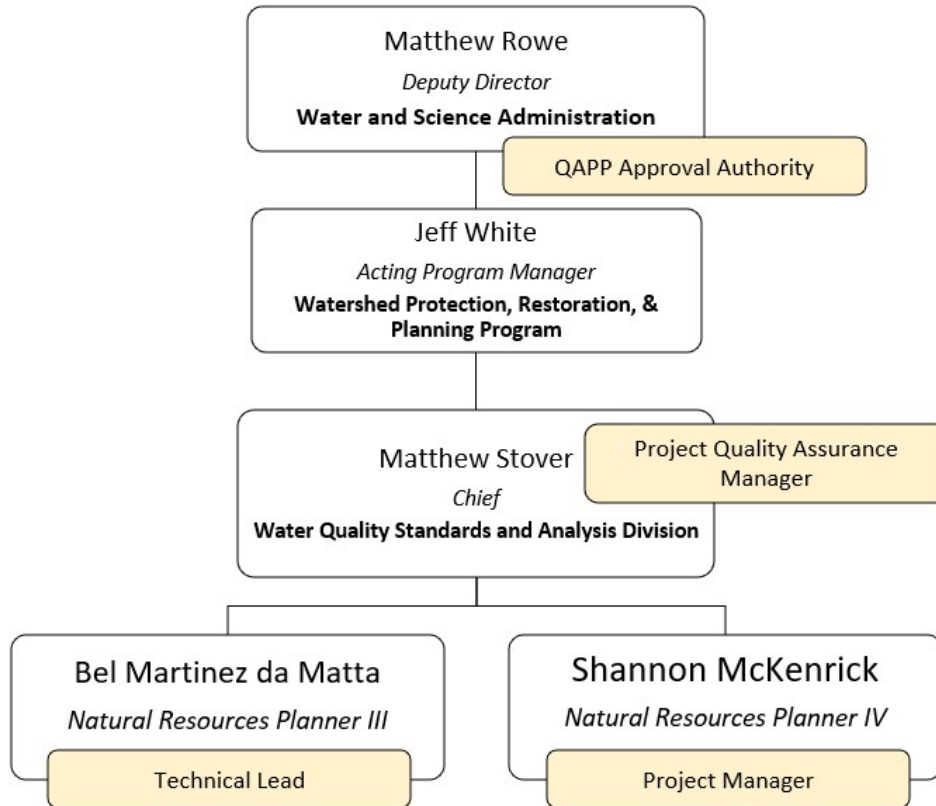 Matthew Rowe
Deputy Director
Water and Science Administration
QAPP Approval Authority
Jeff White
Acting Program Manager
Watershed Protection, Restoration, &
Planning Program
Project Quality Assurance
Manager
Matthew Stover
Chief
Water Quality Standards and Analysis Division
Bel Martinez da Matta
Natural Resources Planner III
Technical Lead
Shannon McKenrick
Natural Resources Planner IV
Project Manager